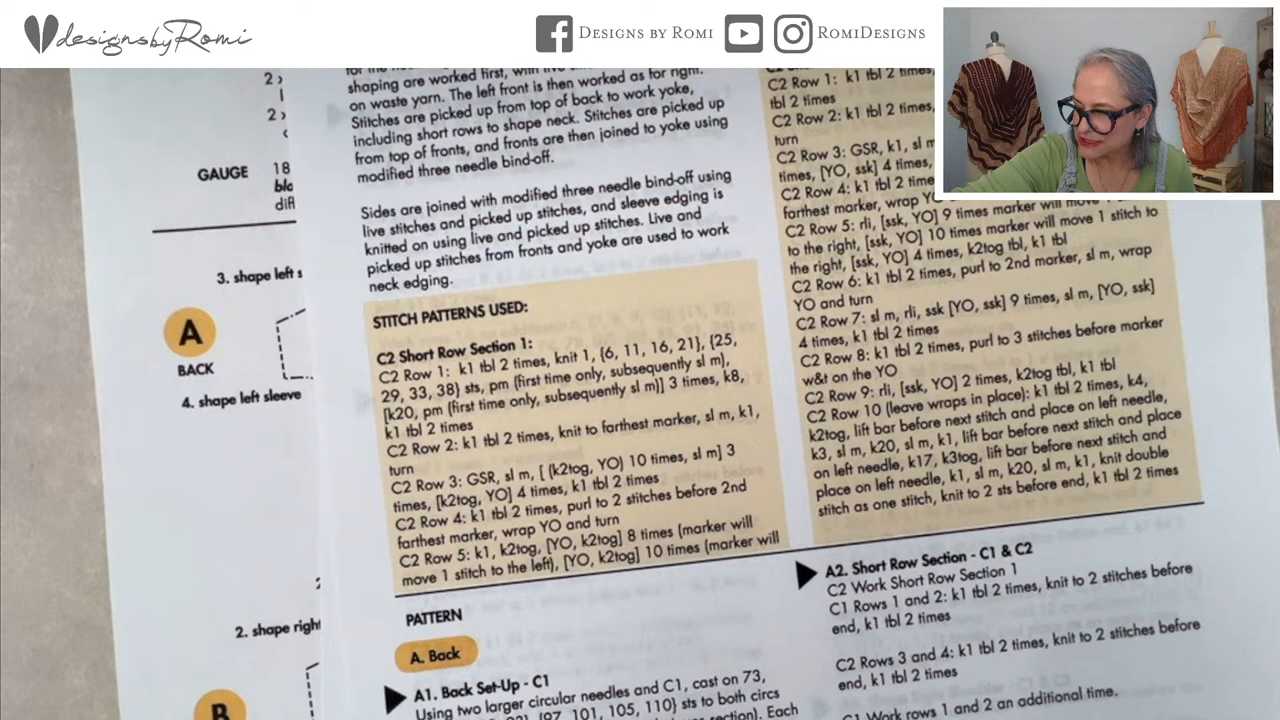 designsbyRomi
Designs by Romi
RomiDesigns
2 x
2 x
GAUGE 18
blo
diff
3. shape left s
A
BACK
4. shape left sleeve
2. shape right
B
shaping are worked first, with
on waste yarn. The left front is then worked as for right.
Stitches are picked up from top of back to work yoke,
including short rows to shape neck. Stitches are picked up
from top of fronts, and fronts are then joined to yoke using
modified three needle bind-off.
Sides are joined with modified three needle bind-off using
live stitches and picked up stitches, and sleeve edging is
knitted on using live and picked up stitches. Live and
picked up stitches from fronts and yoke are used to work
neck edging.
STITCH PATTERNS USED:
C2 Short Row Section 1:
C2 Row 1: k1 tbl 2 times, knit 1, {6, 11, 16, 21}, {25,
29, 33, 38} sts, pm (first time only, subsequently sl m),
[k20, pm (first time only, subsequently sl m)] 3 times, k8,
k1 tbl 2 times
C2 Row 2: k1 tbl 2 times, knit to farthest marker, sl m, k1,
turn
C2 Row 3: GSR, sl m, [ (k2tog, YO) 10 times, sl m] 3
times, [k2tog, YO] 4 times, k1 tbl 2 times
C2 Row 4: k1 tbl 2 times, purl to 2 stitches before 2nd
farthest marker, wrap YO and turn
C2 Row 5: k1, k2tog, [YO, k2tog] 8 times (marker will
move 1 stitch to the left), [YO, k2tog] 10 times (marker will
PATTERN
A. Back
A1. Back Set-Up - C1
Using two larger circular needles and C1, cast on 73,
{97, 101, 105, 110} sts to both circs
section). Each
C2 Row 1: k1 tbl 2 times,
tbl 2 times
C2 Row 2: k1 tbl 2 times,
turn
C2 Row 3: GSR, k1, sl m
times, [YO, ssk] 4 times,
C2 Row 4: k1 tbl 2 time
farthest marker, wrap YO
C2 Row 5: rli, [ssk, YO] 9 times marker will move 1
to the right, [ssk, YO] 10 times marker will move 1 stitch to
the right, [ssk, YO] 4 times, k2tog tbl, k1 tbl
C2 Row 6: k1 tbl 2 times, purl to 2nd marker, sl m, wrap
YO and turn
C2 Row 7: sl m, rli, ssk [YO, ssk] 9 times, sl m, [YO, ssk]
4 times, k1 tbl 2 times
C2 Row 8: k1 tbl 2 times, purl to 3 stitches before marker
w&t on the YO
C2 Row 9: rli, [ssk, YO] 2 times, k2tog tbl, k1 tbl
C2 Row 10 (leave wraps in place): k1 tbl 2 times, k4,
k2tog, lift bar before next stitch and place on left needle,
k3, sl m, k20, sl m, k1, lift bar before next stitch and place
on left needle, k17, k3tog, lift bar before next stitch and
place on left needle, k1, sl m, k20, sl m, k1, knit double
stitch as one stitch, knit to 2 sts before end, k1 tbl 2 times
A2. Short Row Section - C1 & C2
C2 Work Short Row Section 1
C1 Rows 1 and 2: k1 tbl 2 times, knit to 2 stitches before
end, k1 tbl 2 times
C2 Rows 3 and 4: k1 tbl 2 times, knit to 2 stitches before
end, k1 tbl 2 times
C1 Work rows 1 and 2 an additional time.